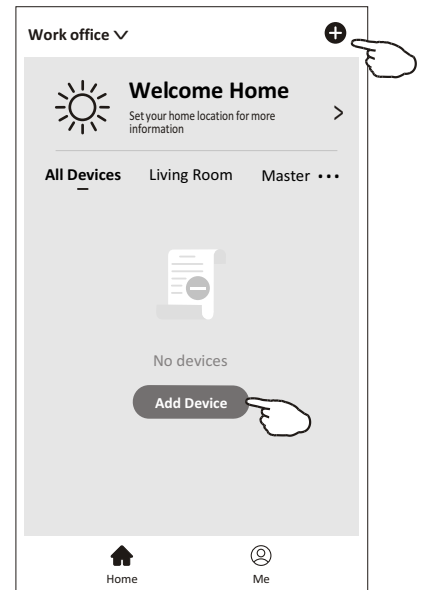 Work office
Welcome Home
Set your home location for more
information
All Devices Living Room Master ...
No devices
Add Device
Home Me